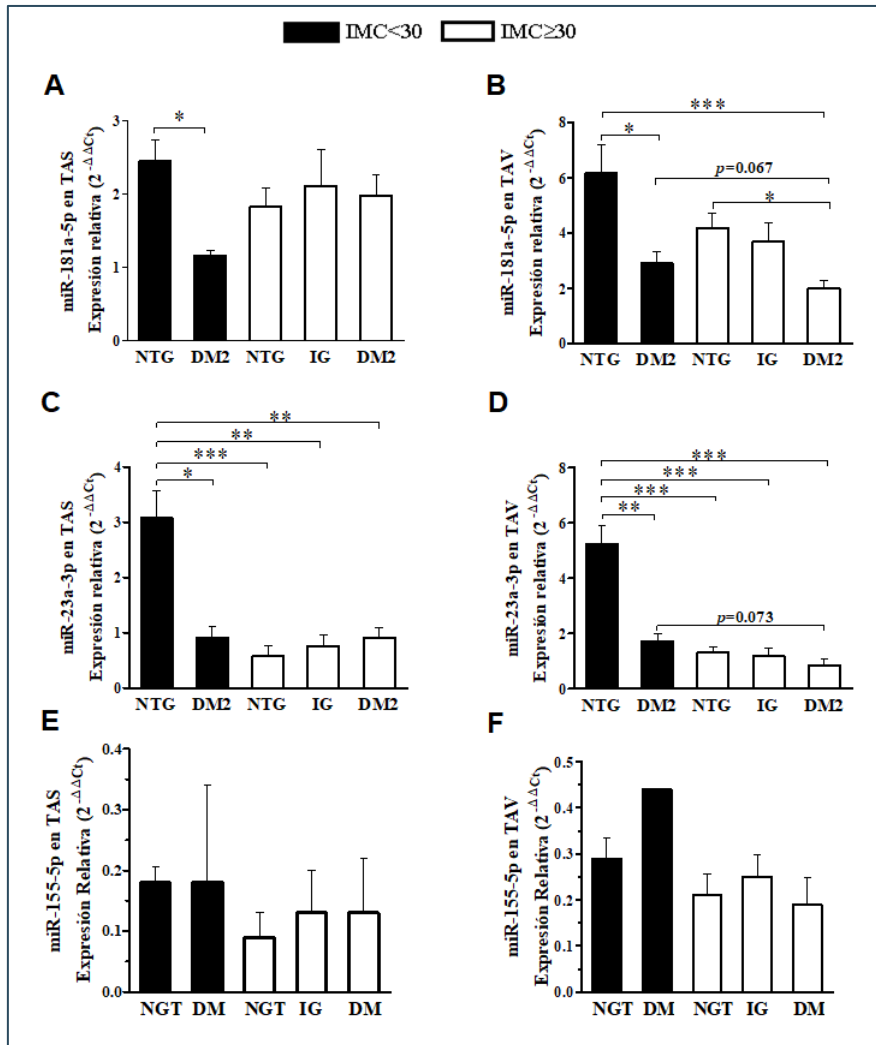 IMC<30 IMC≥30
A
miR-181a-5p en TAS
Expresión relativa (2^-ΔΔCt)
3
2
1
0
*
NTG DM2 NTG IG DM2
B
miR-181a-5p en TAV
Expresión relativa (2^-ΔΔCt)
8
6
4
2
0
***
*
p=0.067
*
NTG DM2 NTG IG DM2
C
miR-23a-3p en TAS
Expresión relativa (2^-ΔΔCt)
4
3
2
1
0
**
**
***
*
NTG DM2 NTG IG DM2
D
miR-23a-3p en TAV
Expresión relativa (2^-ΔΔCt)
8
6
4
2
0
***
***
***
**
p=0.073
NTG DM2 NTG IG DM2
E
miR-155-5p en TAS
Expresión Relativa (2^-ΔΔCt)
0.4
0.3
0.2
0.1
0.0
NGT DM NGT IG DM
F
miR-155-5p en TAV
Expresión Relativa (2^-ΔΔCt)
0.5
0.4
0.3
0.2
0.1
0.0
NGT DM NGT IG DM